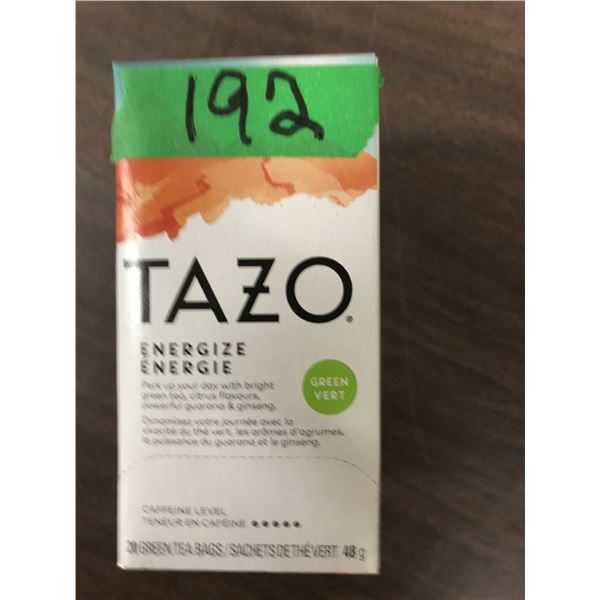 192
TAZO®
ENERGIZE
ÉNERGIE
Perk up your day with bright
green tea, citrus flavours,
powerful guarana & ginseng.
GREEN
VERT
Dynamisez votre journée avec la
vivacité du thé vert, les arômes d'agrumes,
la puissance du guarana et le ginseng.
CAFFEINE LEVEL
TENEUR EN CAFÉINE •••••
20 GREEN TEA BAGS / SACHETS DE THÉ VERT 48 g